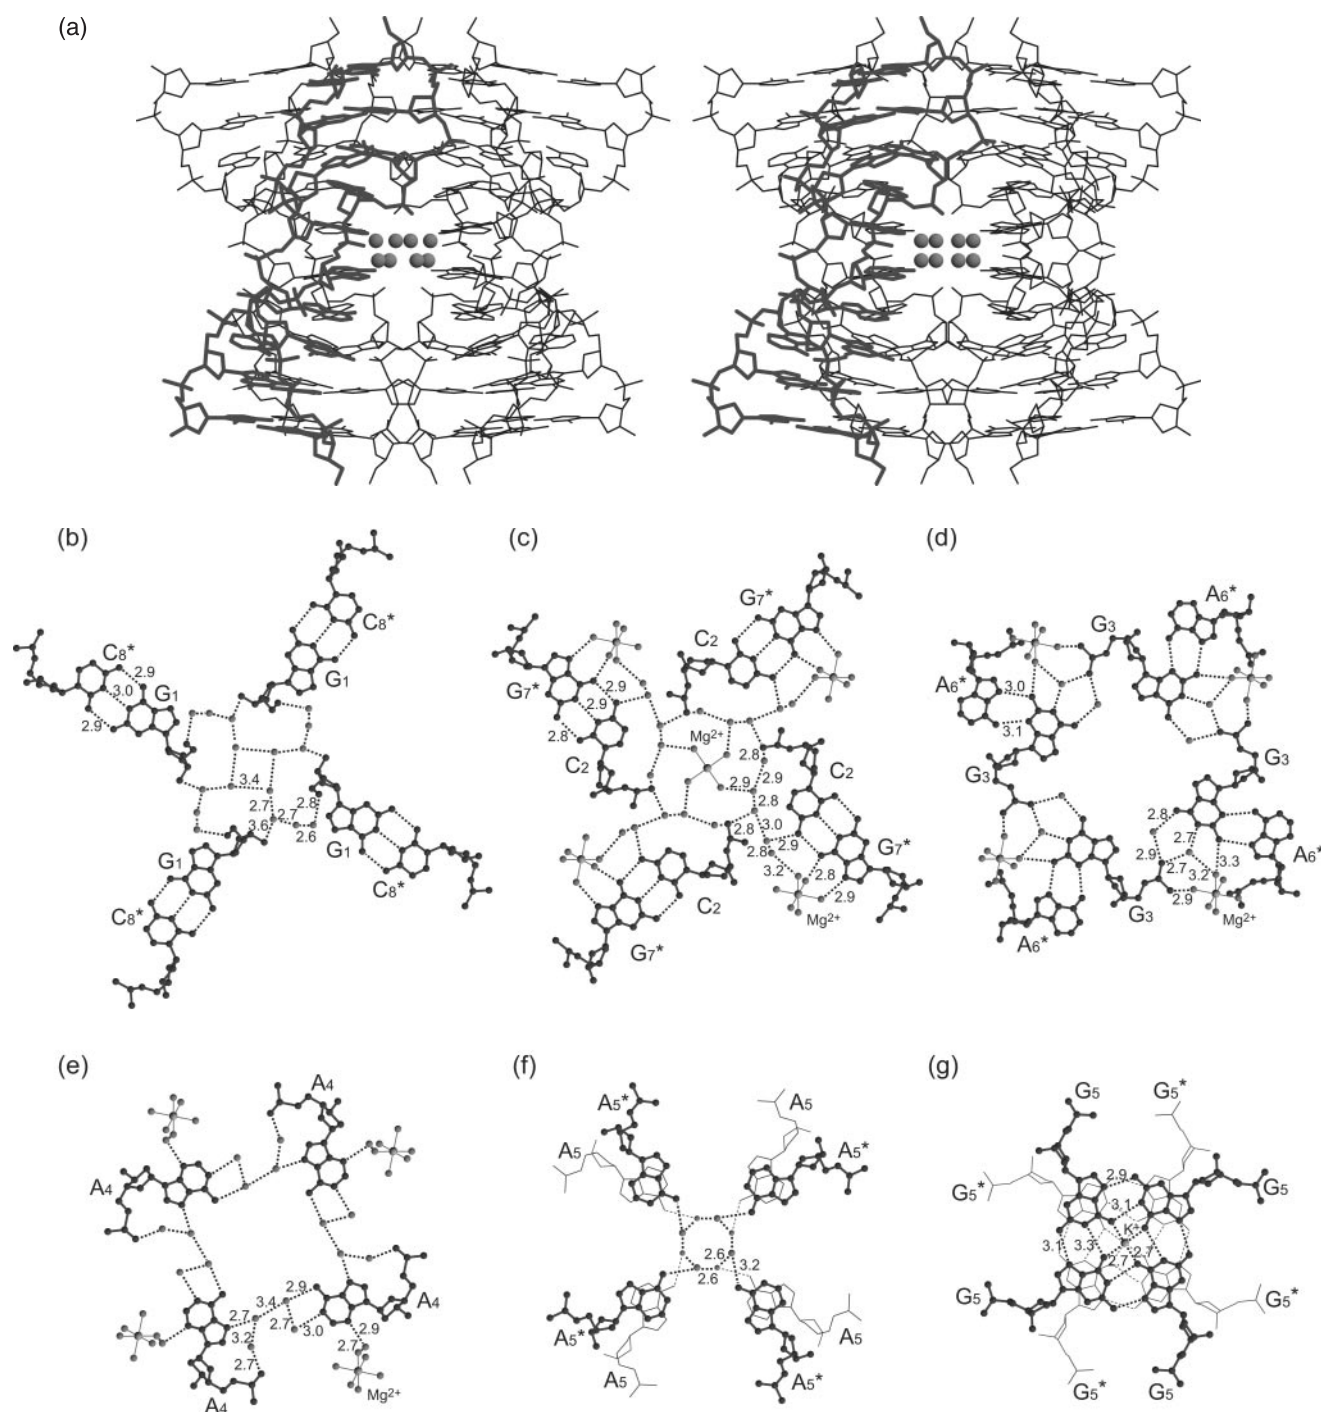 (a)
(b)
C8*
C8*
2.9
3.0
G1
G1
2.9
3.4
2.7
2.8
2.7
3.6
2.6
G1
G1
C8*
C8*
(c)
G7*
C2
G7*
2.9
2.9
2.8
Mg2+
2.8
C2
2.9
2.9
C2
2.8
3.0
2.8
2.9
2.8
G7*
3.2
2.8
2.9
C2
Mg2+
G7*
(d)
A6*
G3
A6*
3.0
3.1
G3
G3
2.8
2.7
2.9
2.7
3.3
A6*
3.2
G3
2.9
Mg2+
A6*
(e)
A4
A4
2.9
3.4
2.7
2.7
3.0
2.9
A4
3.2
2.7
2.7
A4
Mg2+
(f)
A5*
A5
A5
A5*
2.6
3.2
2.6
A5*
A5
A5
A5*
(g)
G5
G5*
2.9
G5*
3.1
G5
K+
3.1
3.3
2.7
2.7
G5
G5*
G5*
G5